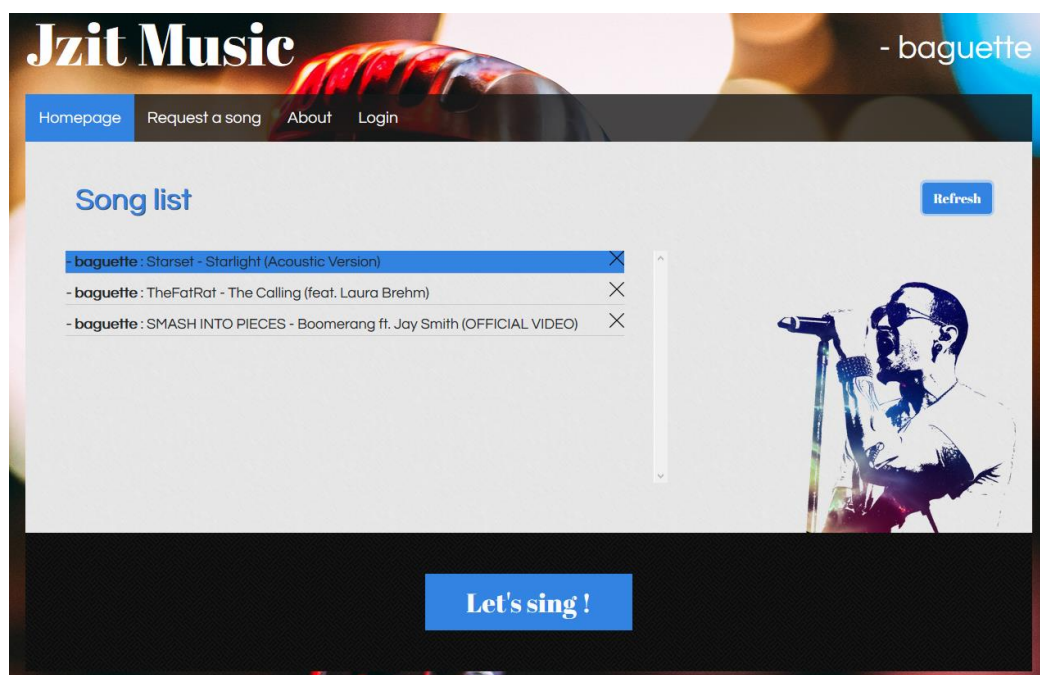 Jzit Music
- baguette
Homepage Request a song About Login
Song list
Refresh
- baguette : Starset - Starlight (Acoustic Version)
- baguette : TheFatRat - The Calling (feat. Laura Brehm)
- baguette : SMASH INTO PIECES - Boomerang ft. Jay Smith (OFFICIAL VIDEO)
Let's sing !